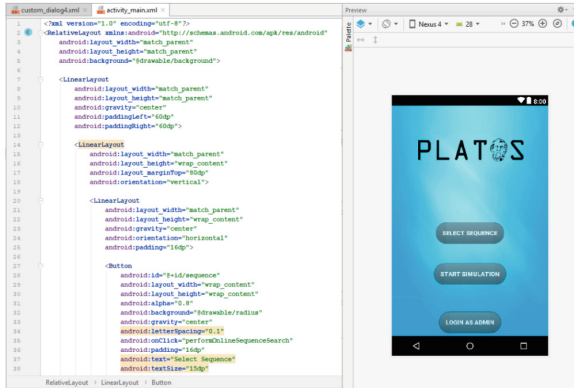 custom_dialog4.xml
activity_main.xml
Preview
Palette
Nexus 4
28
37%
1 <?xml version="1.0" encoding="utf-8"?>
2 <RelativeLayout xmlns:android="http://schemas.android.com/apk/res/android"
3 android:layout_width="match_parent"
4 android:layout_height="match_parent"
5 android:background="@drawable/background">
6
7 <LinearLayout
8 android:layout_width="match_parent"
9 android:layout_height="match_parent"
10 android:gravity="center"
11 android:paddingLeft="60dp"
12 android:paddingRight="60dp">
13
14 <LinearLayout
15 android:layout_width="match_parent"
16 android:layout_height="wrap_content"
17 android:layout_marginTop="80dp"
18 android:orientation="vertical">
19
20 <LinearLayout
21 android:layout_width="match_parent"
22 android:layout_height="wrap_content"
23 android:gravity="center"
24 android:orientation="horizontal"
25 android:padding="16dp">
26
27 <Button
28 android:id="@+id/sequence"
29 android:layout_width="wrap_content"
30 android:layout_height="wrap_content"
31 android:alpha="0.8"
32 android:background="@drawable/radius"
33 android:gravity="center"
34 android:letterSpacing="0.1"
35 android:onClick="performOnlineSequenceSearch"
36 android:padding="16dp"
37 android:text="Select Sequence"
38 android:textSize="15dp"
RelativeLayout › LinearLayout › Button
8:00
PLATOS
SELECT SEQUENCE
START SIMULATION
LOGIN AS ADMIN